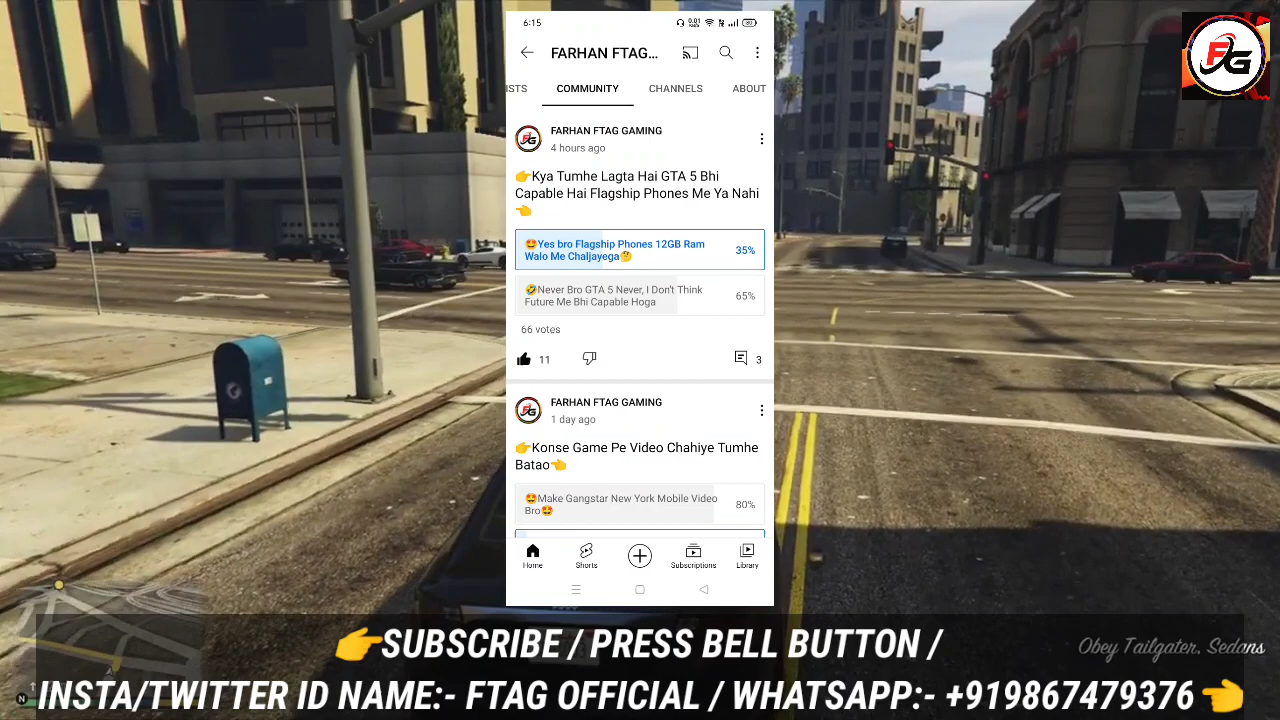 6:15
0.01
KB/S
80
FARHAN FTAG...
ISTS COMMUNITY CHANNELS ABOUT
FARHAN FTAG GAMING
4 hours ago
👉Kya Tumhe Lagta Hai GTA 5 Bhi
Capable Hai Flagship Phones Me Ya Nahi
👈
🤩Yes bro Flagship Phones 12GB Ram
Walo Me Chaljayega🤔
35%
🤣Never Bro GTA 5 Never, I Don't Think
Future Me Bhi Capable Hoga
65%
66 votes
11
3
FARHAN FTAG GAMING
1 day ago
👉Konse Game Pe Video Chahiye Tumhe
Batao👈
🤩Make Gangstar New York Mobile Video
Bro🤩
80%
Home Shorts Subscriptions Library
FG
N
Obey Tailgater, Sedans
👉SUBSCRIBE / PRESS BELL BUTTON /
INSTA/TWITTER ID NAME:- FTAG OFFICIAL / WHATSAPP:- +919867479376👈